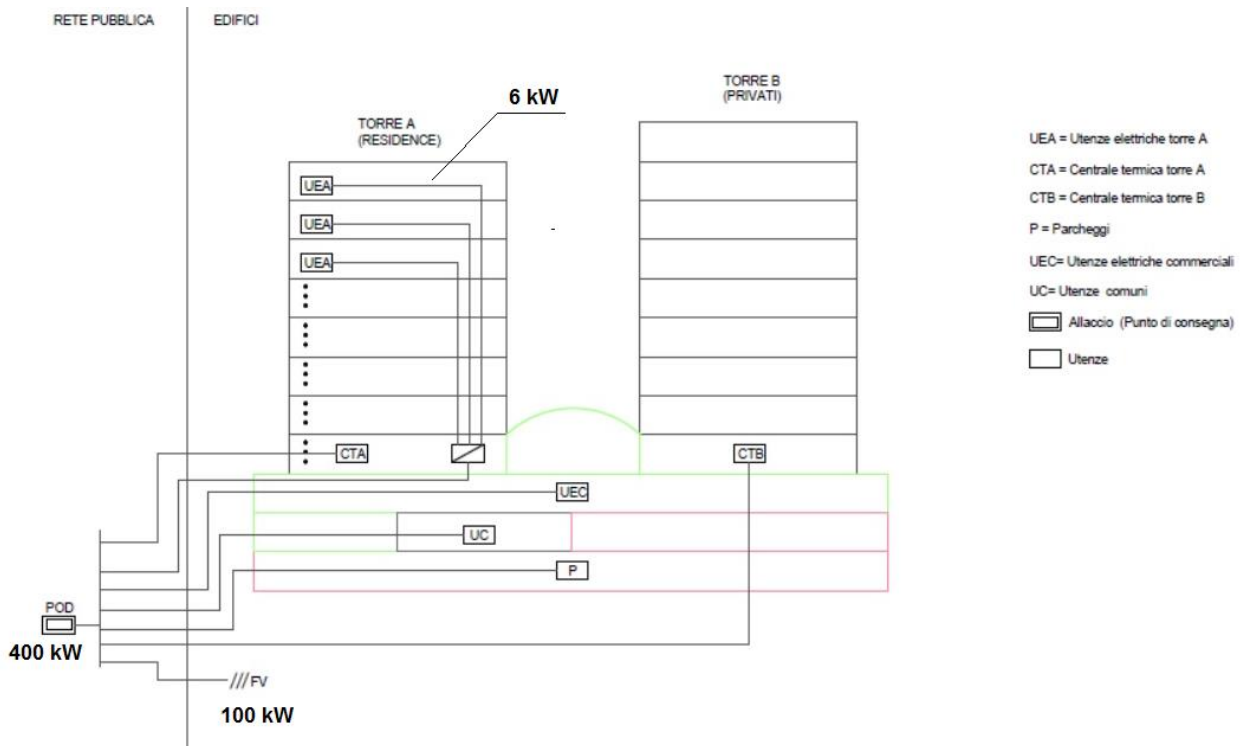 RETE PUBBLICA
EDIFICI
TORRE A
(RESIDENCE)
6 kW
TORRE B
(PRIVATI)
UEA
UEA
UEA
CTA
CTB
UEC
UC
P
POD
400 kW
///FV
100 kW
UEA = Utenze elettriche torre A
CTA = Centrale termica torre A
CTB = Centrale termica torre B
P = Parcheggi
UEC= Utenze elettriche commerciali
UC= Utenze comuni
Allaccio (Punto di consegna)
Utenze